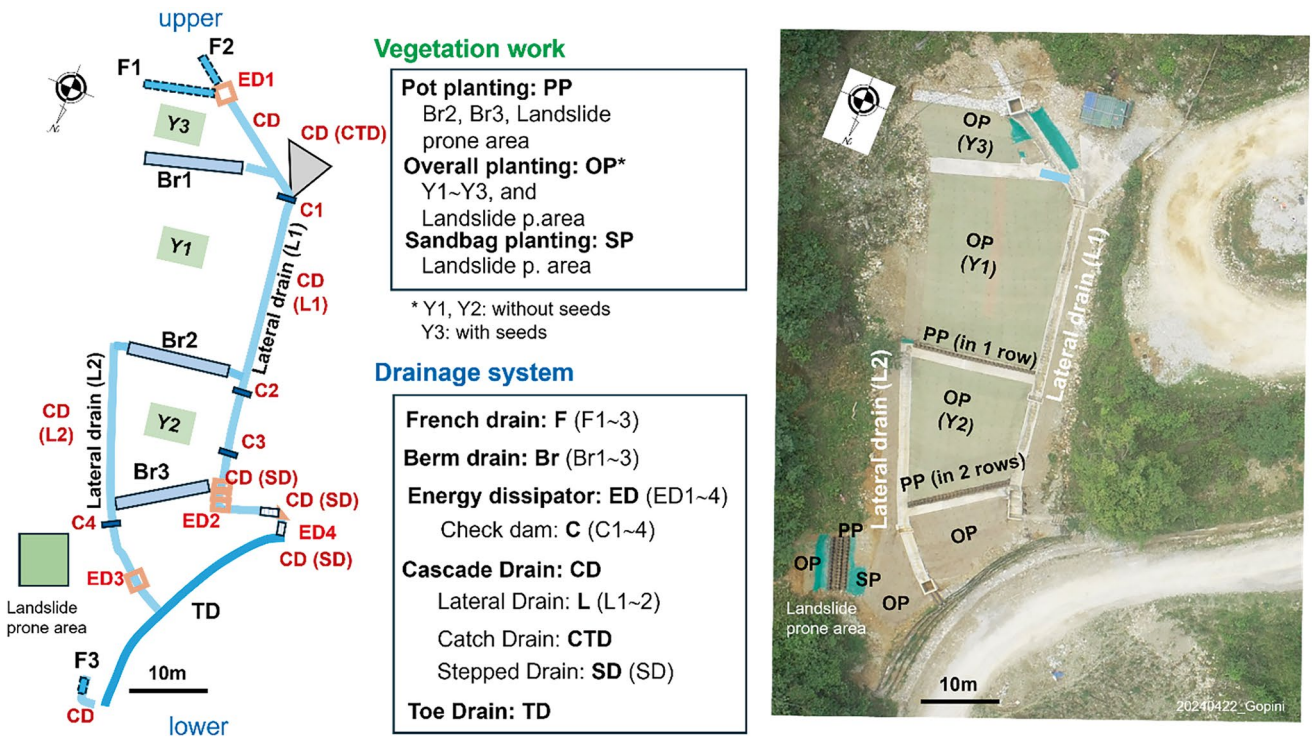 upper
F2
F1
ED1
CD
CD (CTD)
Y3
Br1
C1
Y1
Lateral drain (L1)
CD
(L1)
Br2
Lateral drain (L2)
C2
CD
(L2)
Y2
C3
Br3
CD (SD)
CD (SD)
C4
ED2
ED4
CD (SD)
ED3
Landslide
prone area
TD
F3
10m
CD
lower
N
Vegetation work
Pot planting: PP
Br2, Br3, Landslide
prone area
Overall planting: OP*
Y1~Y3, and
Landslide p.area
Sandbag planting: SP
Landslide p. area
* Y1, Y2: without seeds
Y3: with seeds
Drainage system
French drain: F (F1~3)
Berm drain: Br (Br1~3)
Energy dissipator: ED (ED1~4)
Check dam: C (C1~4)
Cascade Drain: CD
Lateral Drain: L (L1~2)
Catch Drain: CTD
Stepped Drain: SD (SD)
Toe Drain: TD
N
OP
(Y3)
OP
(Y1)
Lateral drain (L1)
PP (in 1 row)
Lateral drain (L2)
OP
(Y2)
PP (in 2 rows)
PP
OP
OP
SP
OP
Landslide
prone area
10m
20240422_Gopini